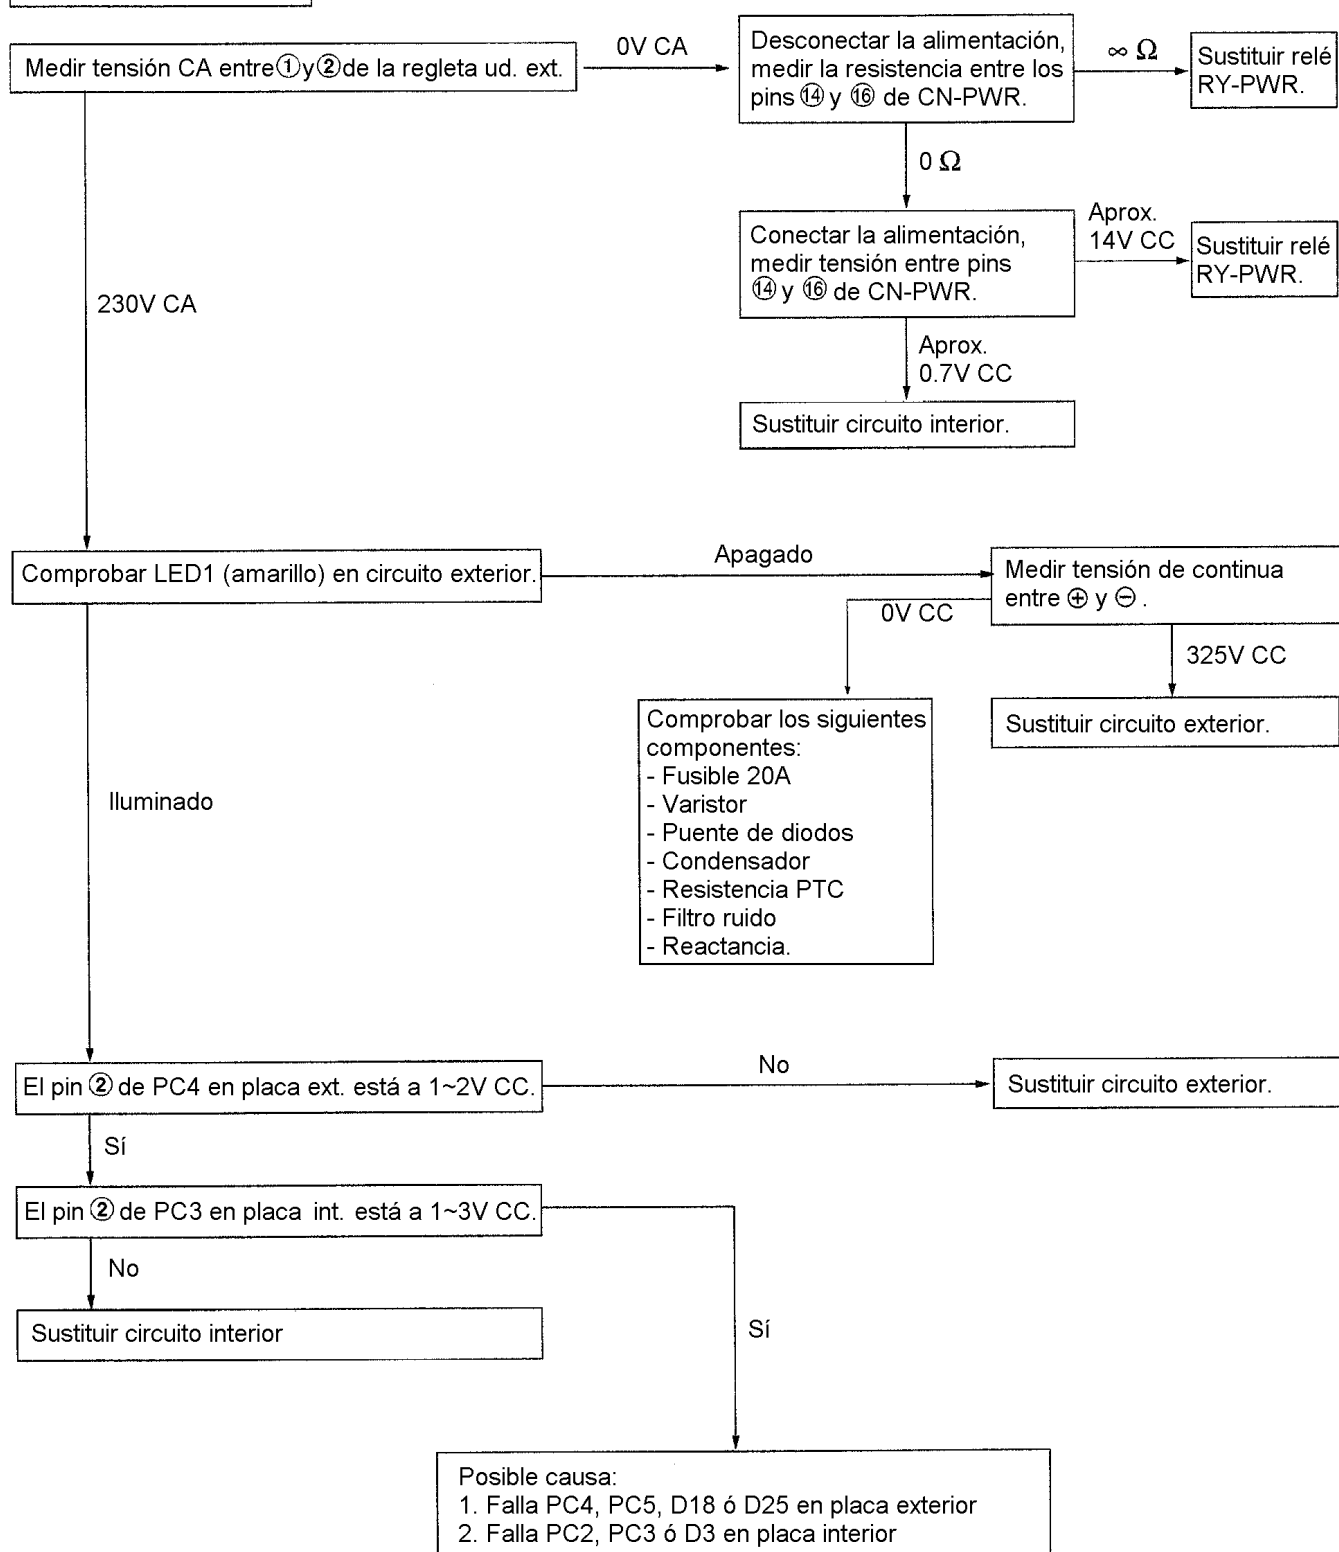 Medir tensión CA entre ① y ② de la regleta ud. ext.
0V CA
Desconectar la alimentación,
medir la resistencia entre los
pins ⑭ y ⑯ de CN-PWR.
∞ Ω
Sustituir relé
RY-PWR.
0 Ω
Conectar la alimentación,
medir tensión entre pins
⑭ y ⑯ de CN-PWR.
Aprox.
14V CC
Sustituir relé
RY-PWR.
230V CA
Aprox.
0.7V CC
Sustituir circuito interior.
Comprobar LED1 (amarillo) en circuito exterior.
Apagado
Medir tensión de continua
entre ⊕ y ⊖ .
0V CC
325V CC
Sustituir circuito exterior.
Comprobar los siguientes
componentes:
- Fusible 20A
- Varistor
- Puente de diodos
- Condensador
- Resistencia PTC
- Filtro ruido
- Reactancia.
Iluminado
El pin ② de PC4 en placa ext. está a 1~2V CC.
No
Sustituir circuito exterior.
Sí
El pin ② de PC3 en placa int. está a 1~3V CC.
No
Sustituir circuito interior
Sí
Posible causa:
1. Falla PC4, PC5, D18 ó D25 en placa exterior
2. Falla PC2, PC3 ó D3 en placa interior